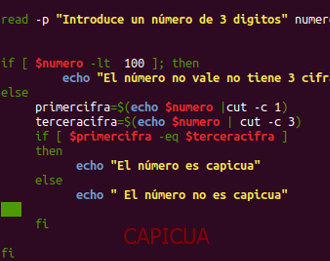 read -p "Introduce un número de 3 digitos" numer
if [ $numero -lt  100 ]; then
echo "El número no vale no tiene 3 cifra
else
primercifra=$(echo $numero |cut -c 1)
terceracifra=$(echo $numero | cut -c 3)
if [ $primercifra -eq $terceracifra ]
then
echo "El número es capicua"
else
echo " El número no es capicua"
fi
CAPICUA
fi